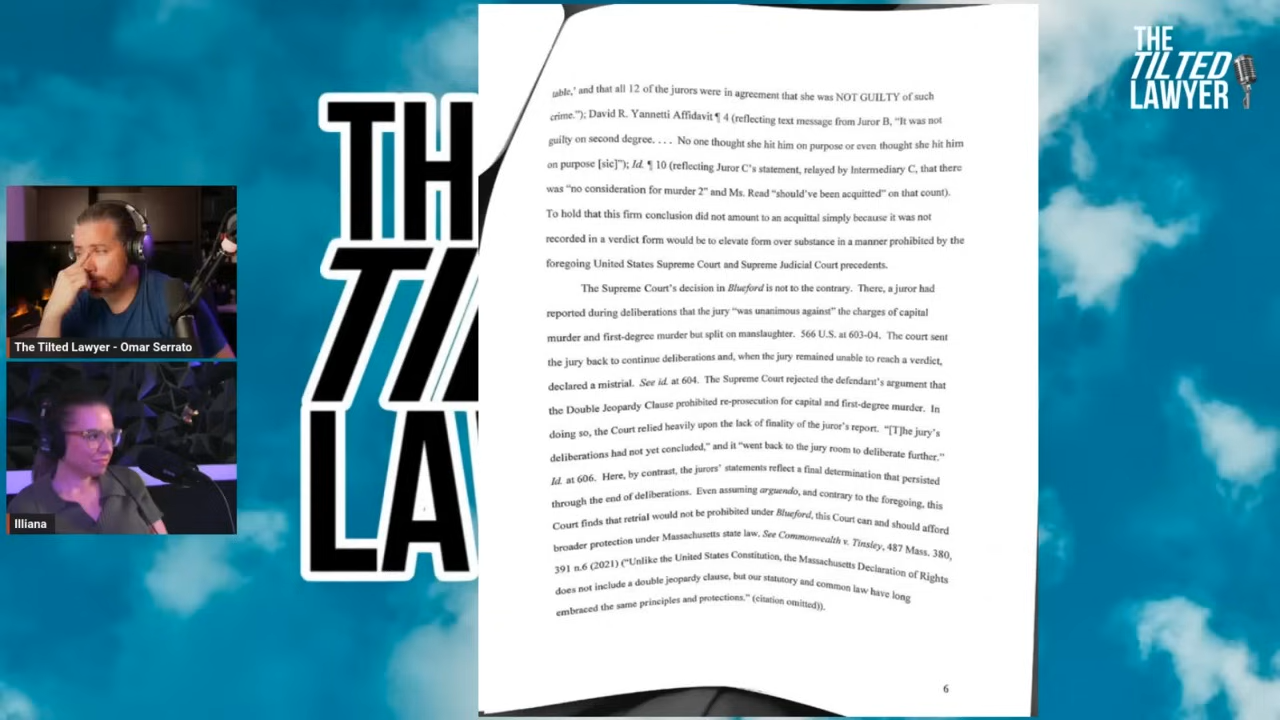 THE
TILTED
LAWYER
TH
TI
LA
The Tilted Lawyer - Omar Serrato
Illiana
table,' and that all 12 of the jurors were in agreement that she was NOT GUILTY of such
crime."); David R. Yannetti Affidavit ¶ 4 (reflecting text message from Juror B, "It was not
guilty on second degree. . . . No one thought she hit him on purpose or even thought she hit him
on purpose [sic]"); Id. ¶ 10 (reflecting Juror C's statement, relayed by Intermediary C, that there
was "no consideration for murder 2" and Ms. Read "should've been acquitted" on that count).
To hold that this firm conclusion did not amount to an acquittal simply because it was not
recorded in a verdict form would be to elevate form over substance in a manner prohibited by the
foregoing United States Supreme Court and Supreme Judicial Court precedents.
The Supreme Court's decision in Blueford is not to the contrary. There, a juror had
reported during deliberations that the jury "was unanimous against" the charges of capital
murder and first-degree murder but split on manslaughter. 566 U.S. at 603-04. The court sent
the jury back to continue deliberations and, when the jury remained unable to reach a verdict,
declared a mistrial. See id. at 604. The Supreme Court rejected the defendant's argument that
the Double Jeopardy Clause prohibited re-prosecution for capital and first-degree murder. In
doing so, the Court relied heavily upon the lack of finality of the juror's report. "[T]he jury's
deliberations had not yet concluded," and it "went back to the jury room to deliberate further."
Id. at 606. Here, by contrast, the jurors' statements reflect a final determination that persisted
through the end of deliberations. Even assuming arguendo, and contrary to the foregoing, this
Court finds that retrial would not be prohibited under Blueford, this Court can and should afford
broader protection under Massachusetts state law. See Commonwealth v. Tinsley, 487 Mass. 380,
391 n.6 (2021) ("Unlike the United States Constitution, the Massachusetts Declaration of Rights
does not include a double jeopardy clause, but our statutory and common law have long
embraced the same principles and protections." (citation omitted)).
6